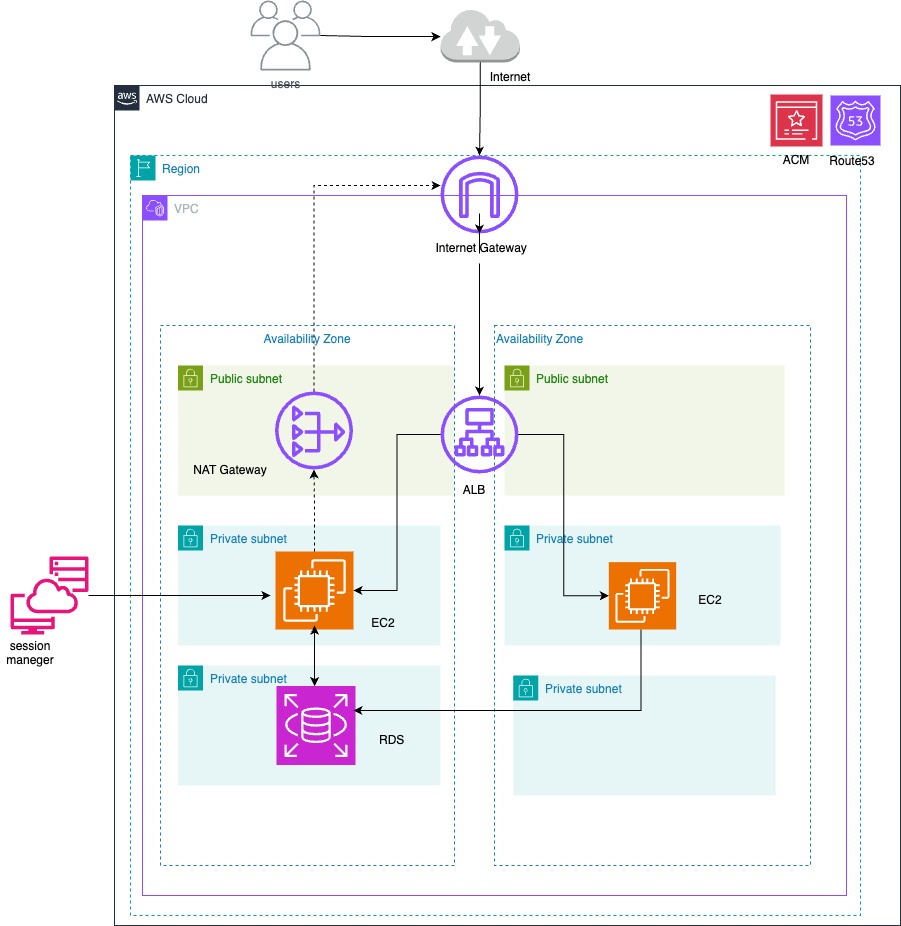 users
Internet
aws
AWS Cloud
53
ACM
Route53
Region
VPC
Internet Gateway
Availability Zone
Availability Zone
Public subnet
Public subnet
NAT Gateway
ALB
Private subnet
Private subnet
EC2
EC2
session
maneger
Private subnet
Private subnet
RDS